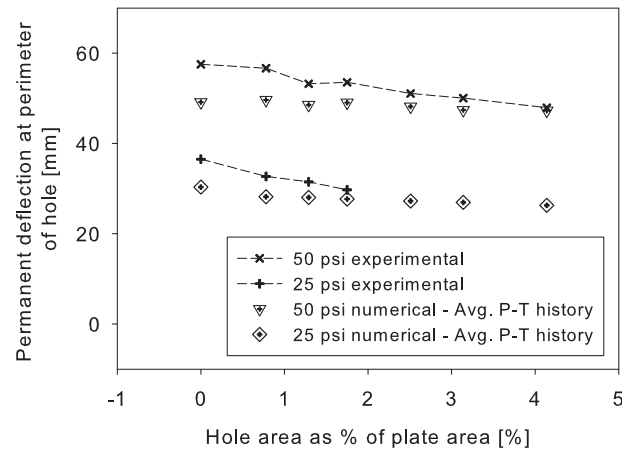 Permanent deflection at perimeter
of hole [mm]
60
40
20
0
50 psi experimental
25 psi experimental
50 psi numerical - Avg. P-T history
25 psi numerical - Avg. P-T history
-1 0 1 2 3 4 5
Hole area as % of plate area [%]